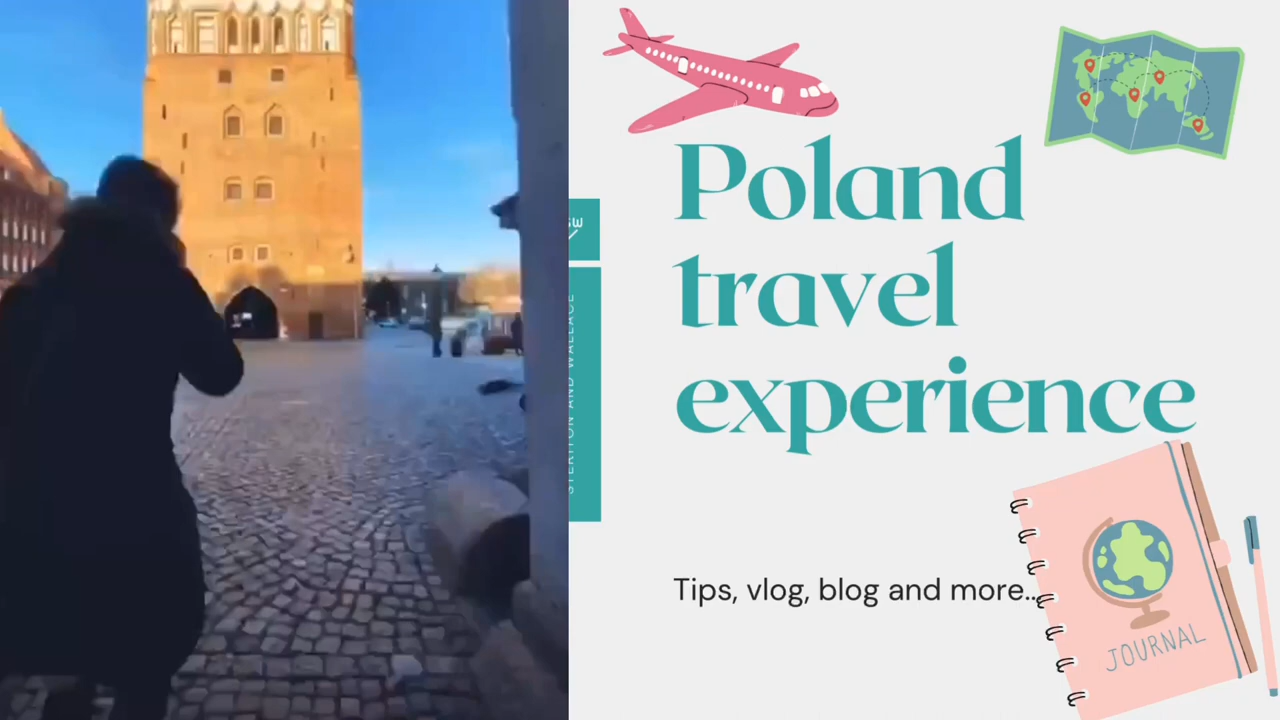 Poland
travel
experience
Tips, vlog, blog and more...
JOURNAL